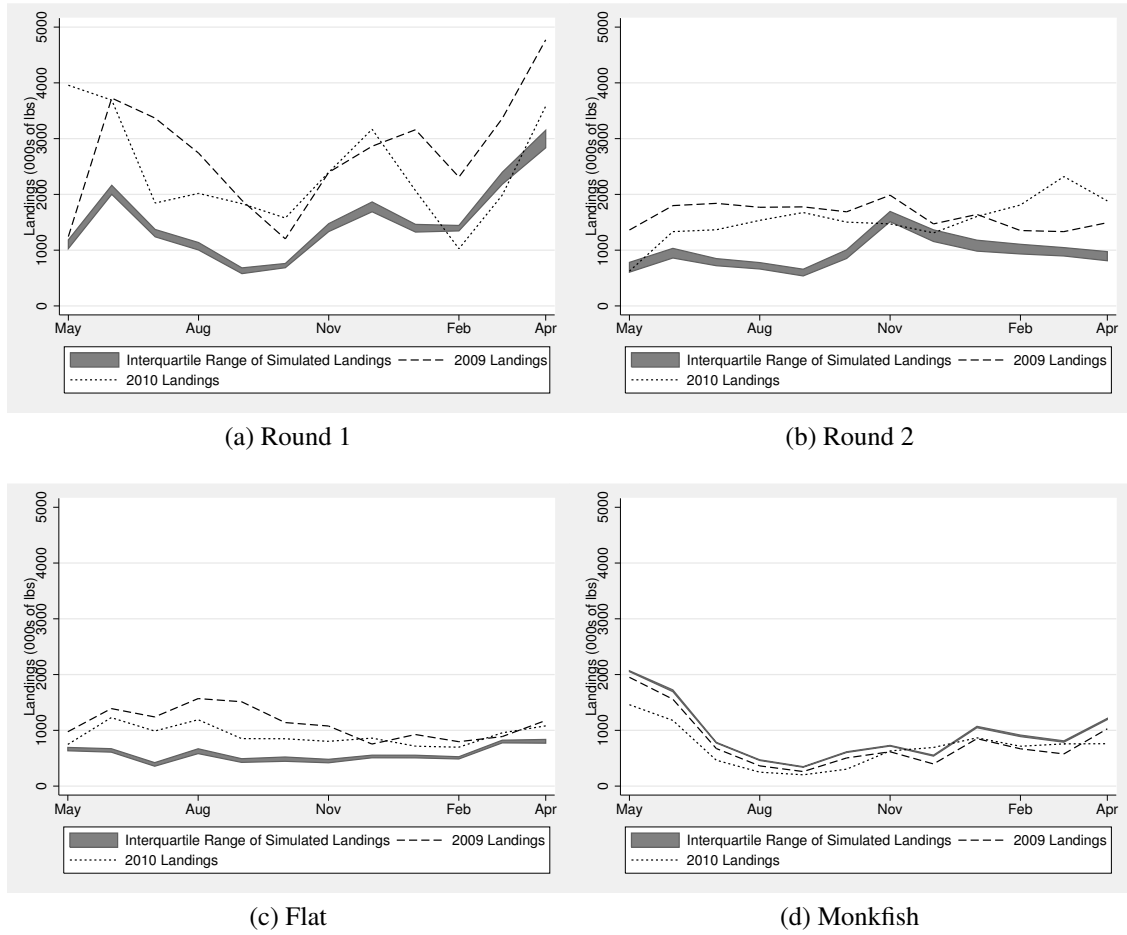 Landings (000s of lbs)
0 1000 2000 3000 4000 5000
May Aug Nov Feb Apr
Interquartile Range of Simulated Landings 2009 Landings
2010 Landings
(a) Round 1
Landings (000s of lbs)
0 1000 2000 3000 4000 5000
May Aug Nov Feb Apr
Interquartile Range of Simulated Landings 2009 Landings
2010 Landings
(b) Round 2
Landings (000s of lbs)
0 1000 2000 3000 4000 5000
May Aug Nov Feb Apr
Interquartile Range of Simulated Landings 2009 Landings
2010 Landings
(c) Flat
Landings (000s of lbs)
0 1000 2000 3000 4000 5000
May Aug Nov Feb Apr
Interquartile Range of Simulated Landings 2009 Landings
2010 Landings
(d) Monkfish